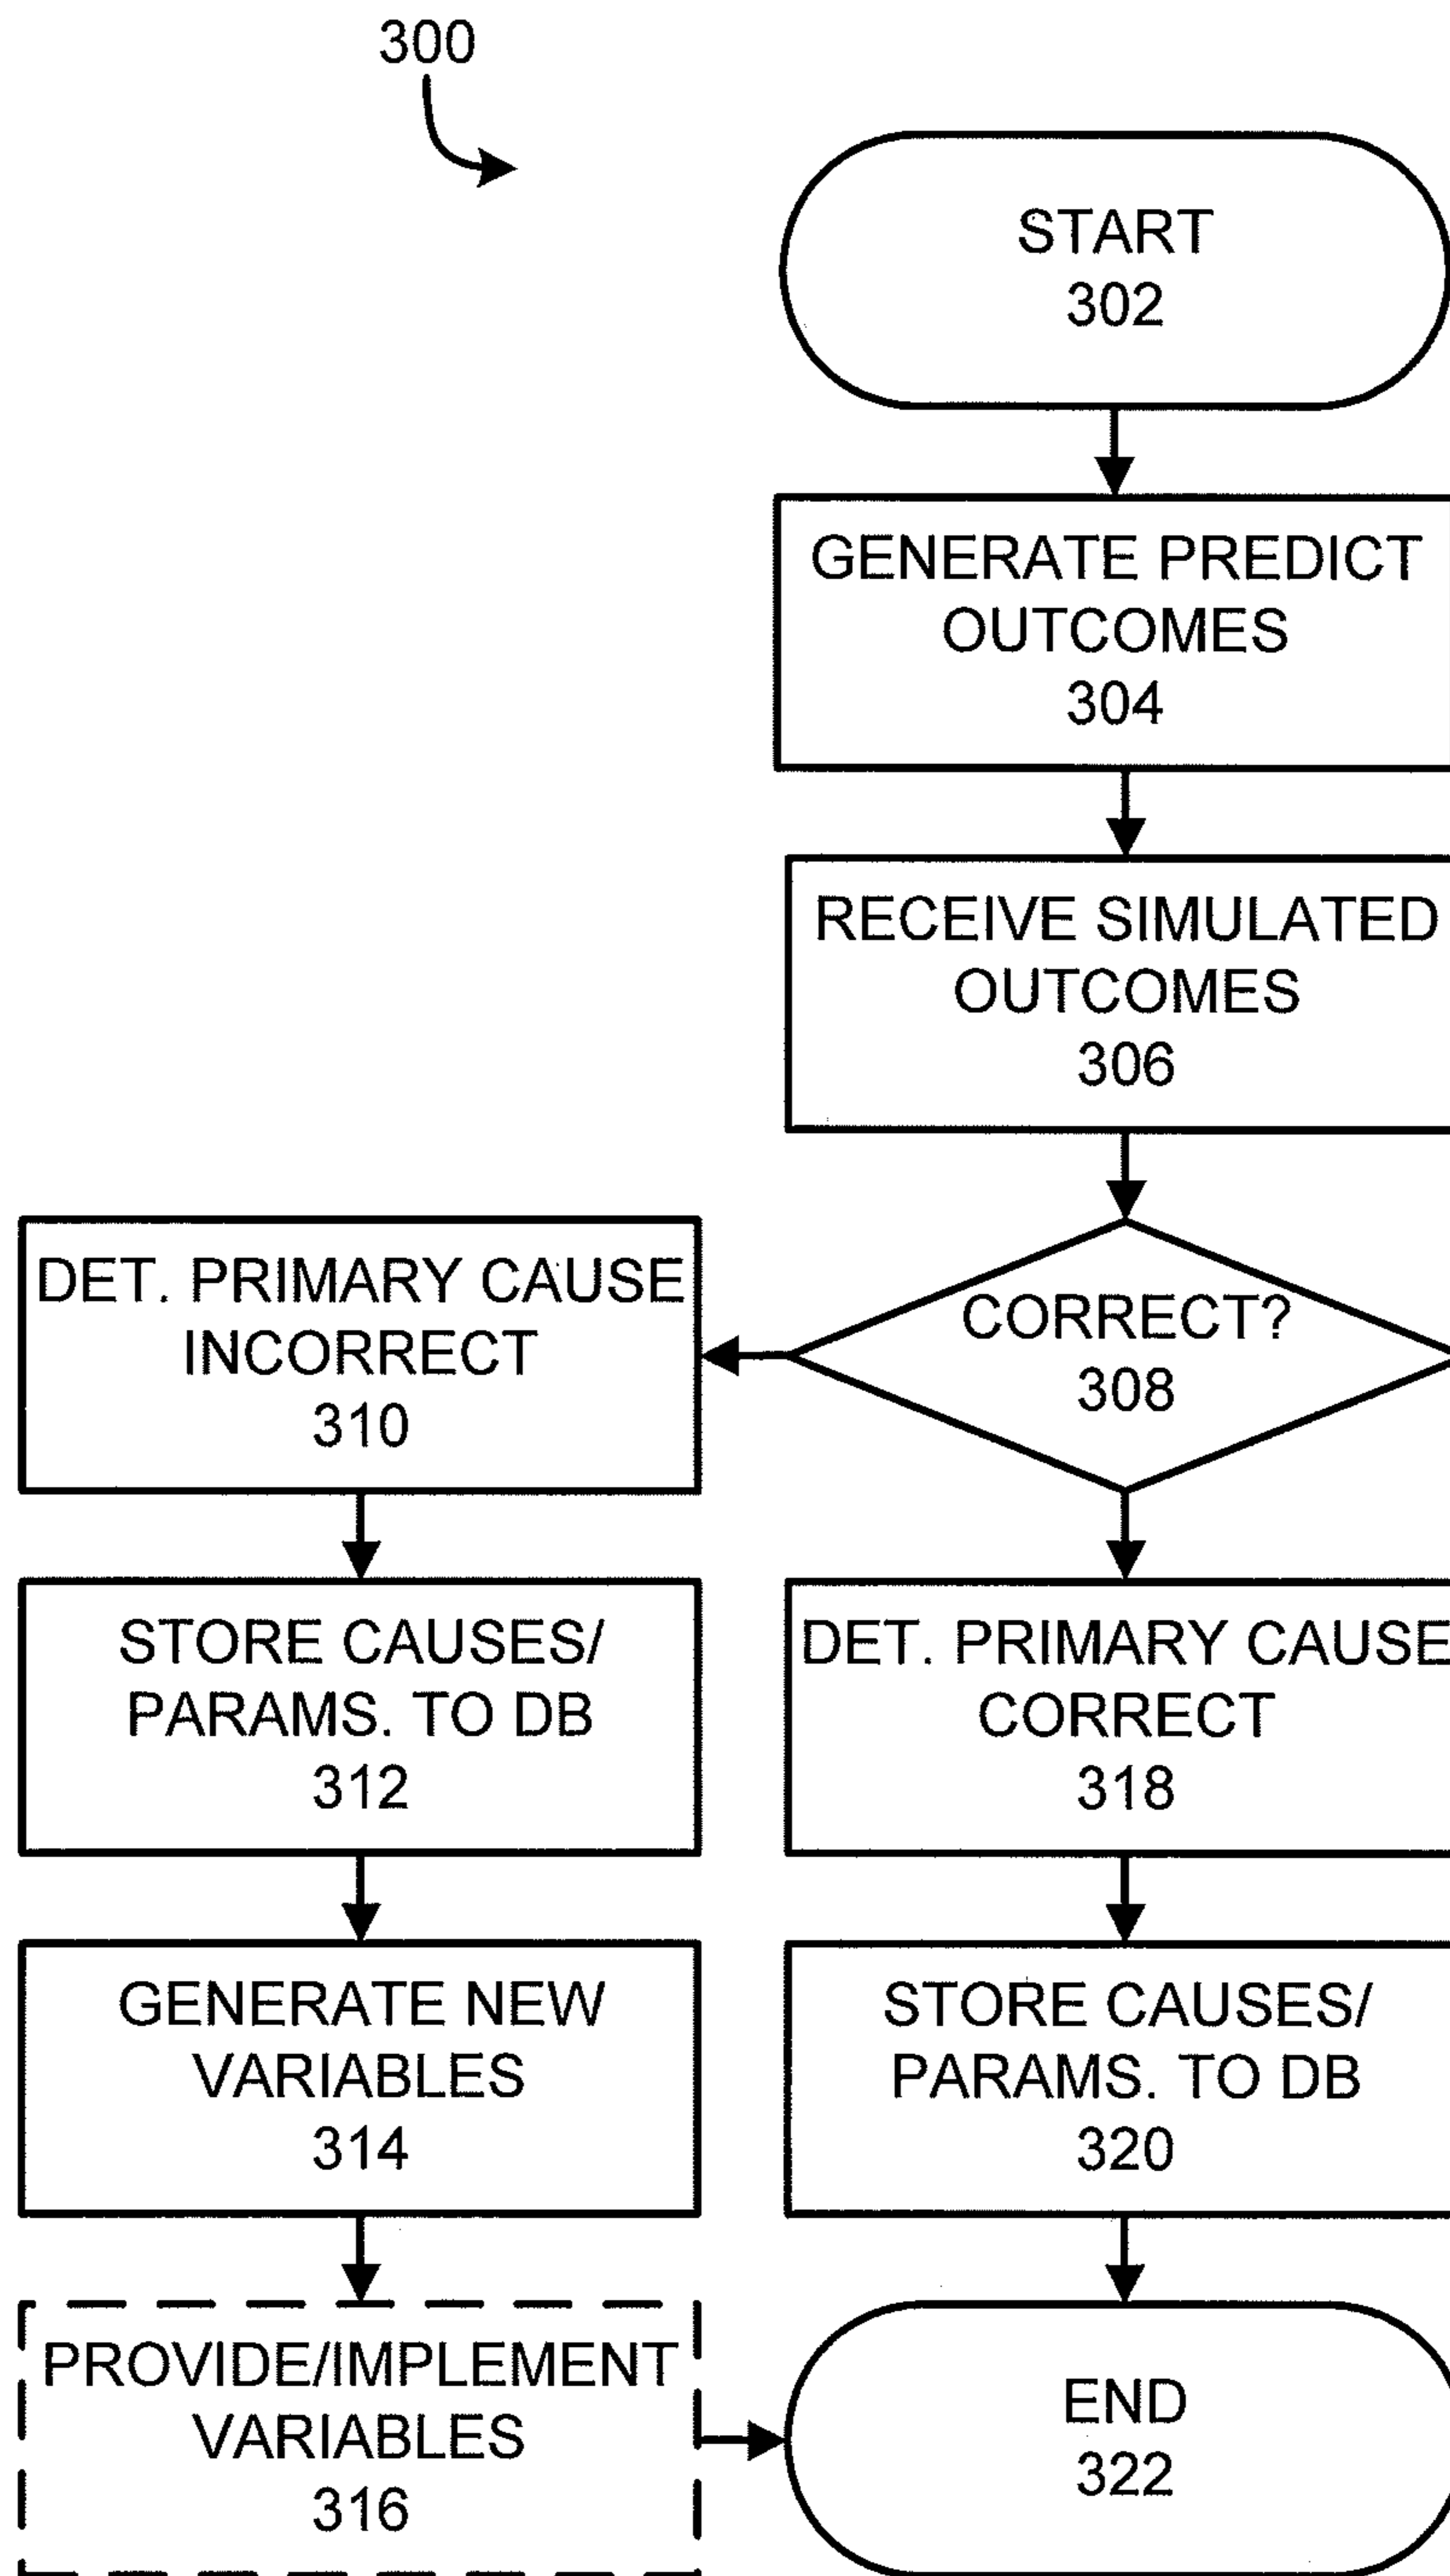 300
START
302
GENERATE PREDICT
OUTCOMES
304
RECEIVE SIMULATED
OUTCOMES
306
CORRECT?
308
DET. PRIMARY CAUSE
INCORRECT
310
STORE CAUSES/
PARAMS. TO DB
312
GENERATE NEW
VARIABLES
314
PROVIDE/IMPLEMENT
VARIABLES
316
DET. PRIMARY CAUSE
CORRECT
318
STORE CAUSES/
PARAMS. TO DB
320
END
322